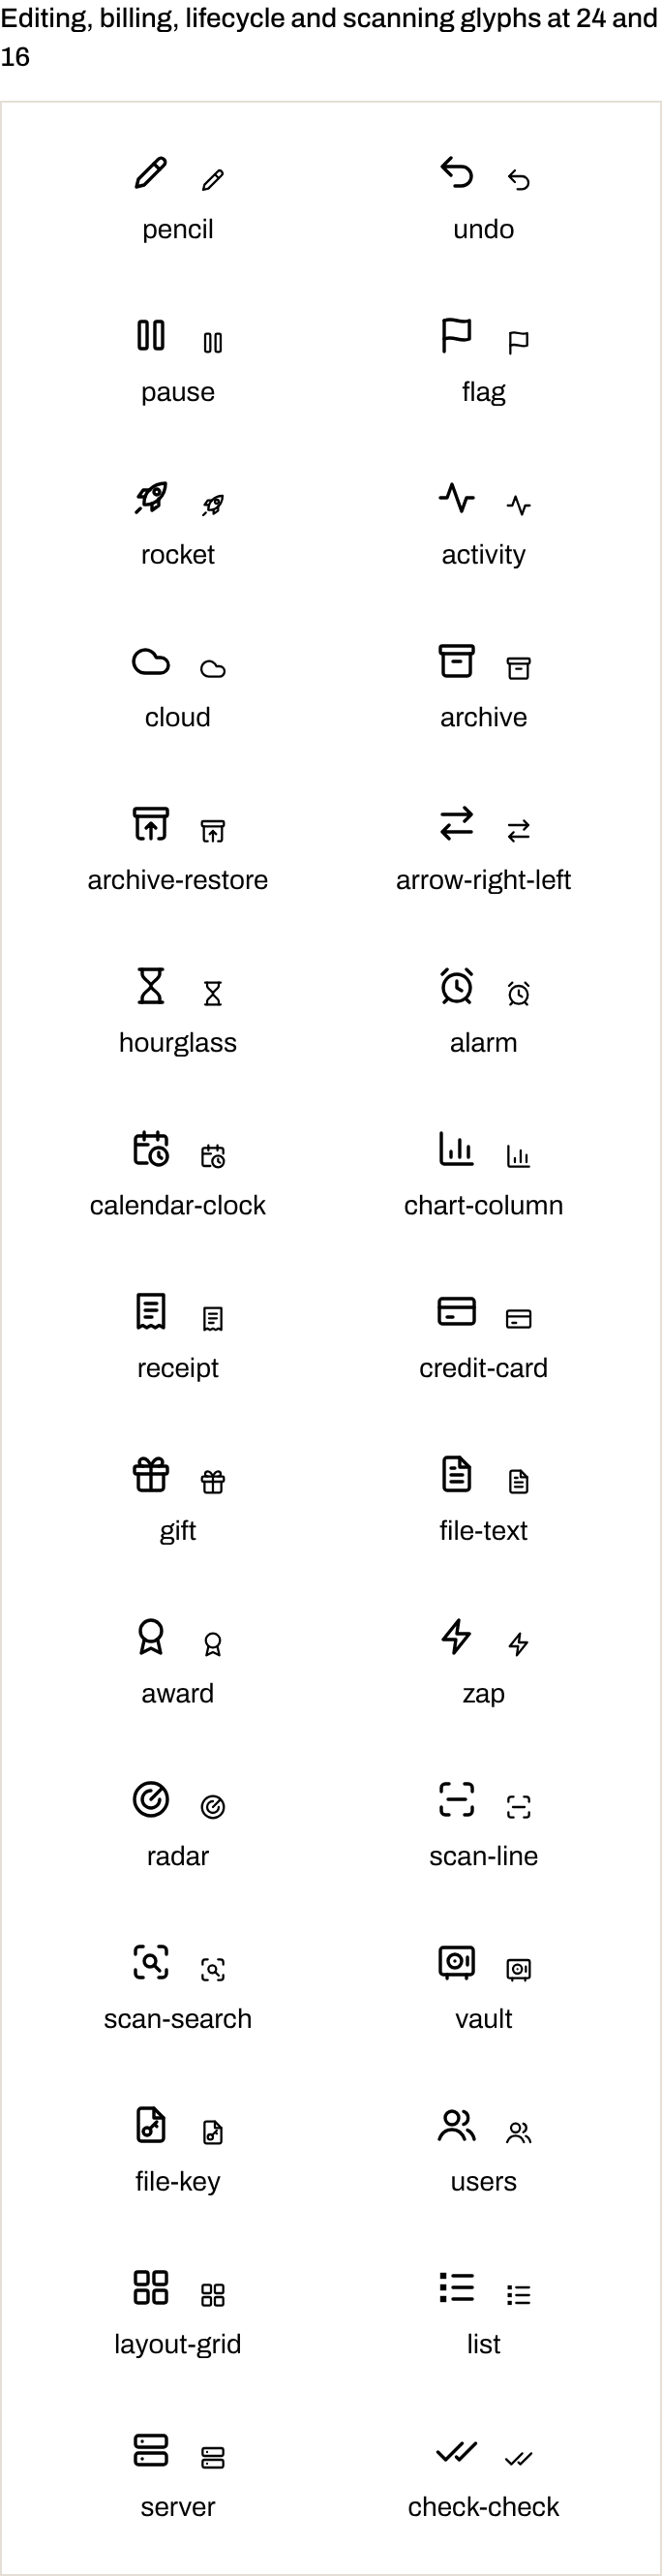 Editing, billing, lifecycle and scanning glyphs at 24 and
16
pencil
undo
pause
flag
rocket
activity
cloud
archive
archive-restore
arrow-right-left
hourglass
alarm
calendar-clock
chart-column
receipt
credit-card
gift
file-text
award
zap
radar
scan-line
scan-search
vault
file-key
users
layout-grid
list
server
check-check